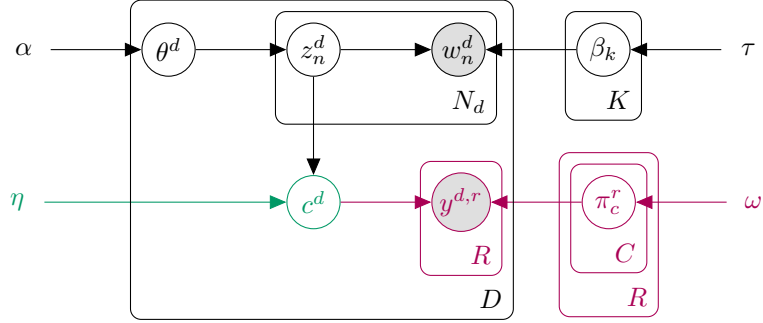 α θ^d z_n^d w_n^d β_k τ
N_d K
η c^d y^{d,r} π_c^r ω
R C
D R